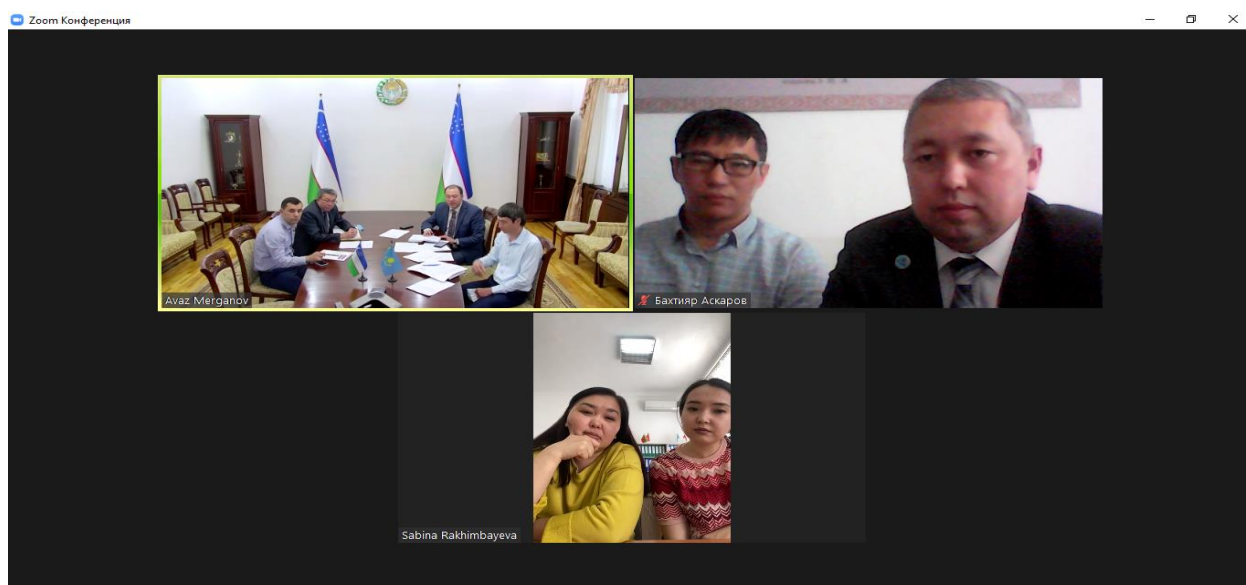 Zoom Конференция
Avaz Merganov
Бахтияр Аскаров
Sabina Rakhimbayeva